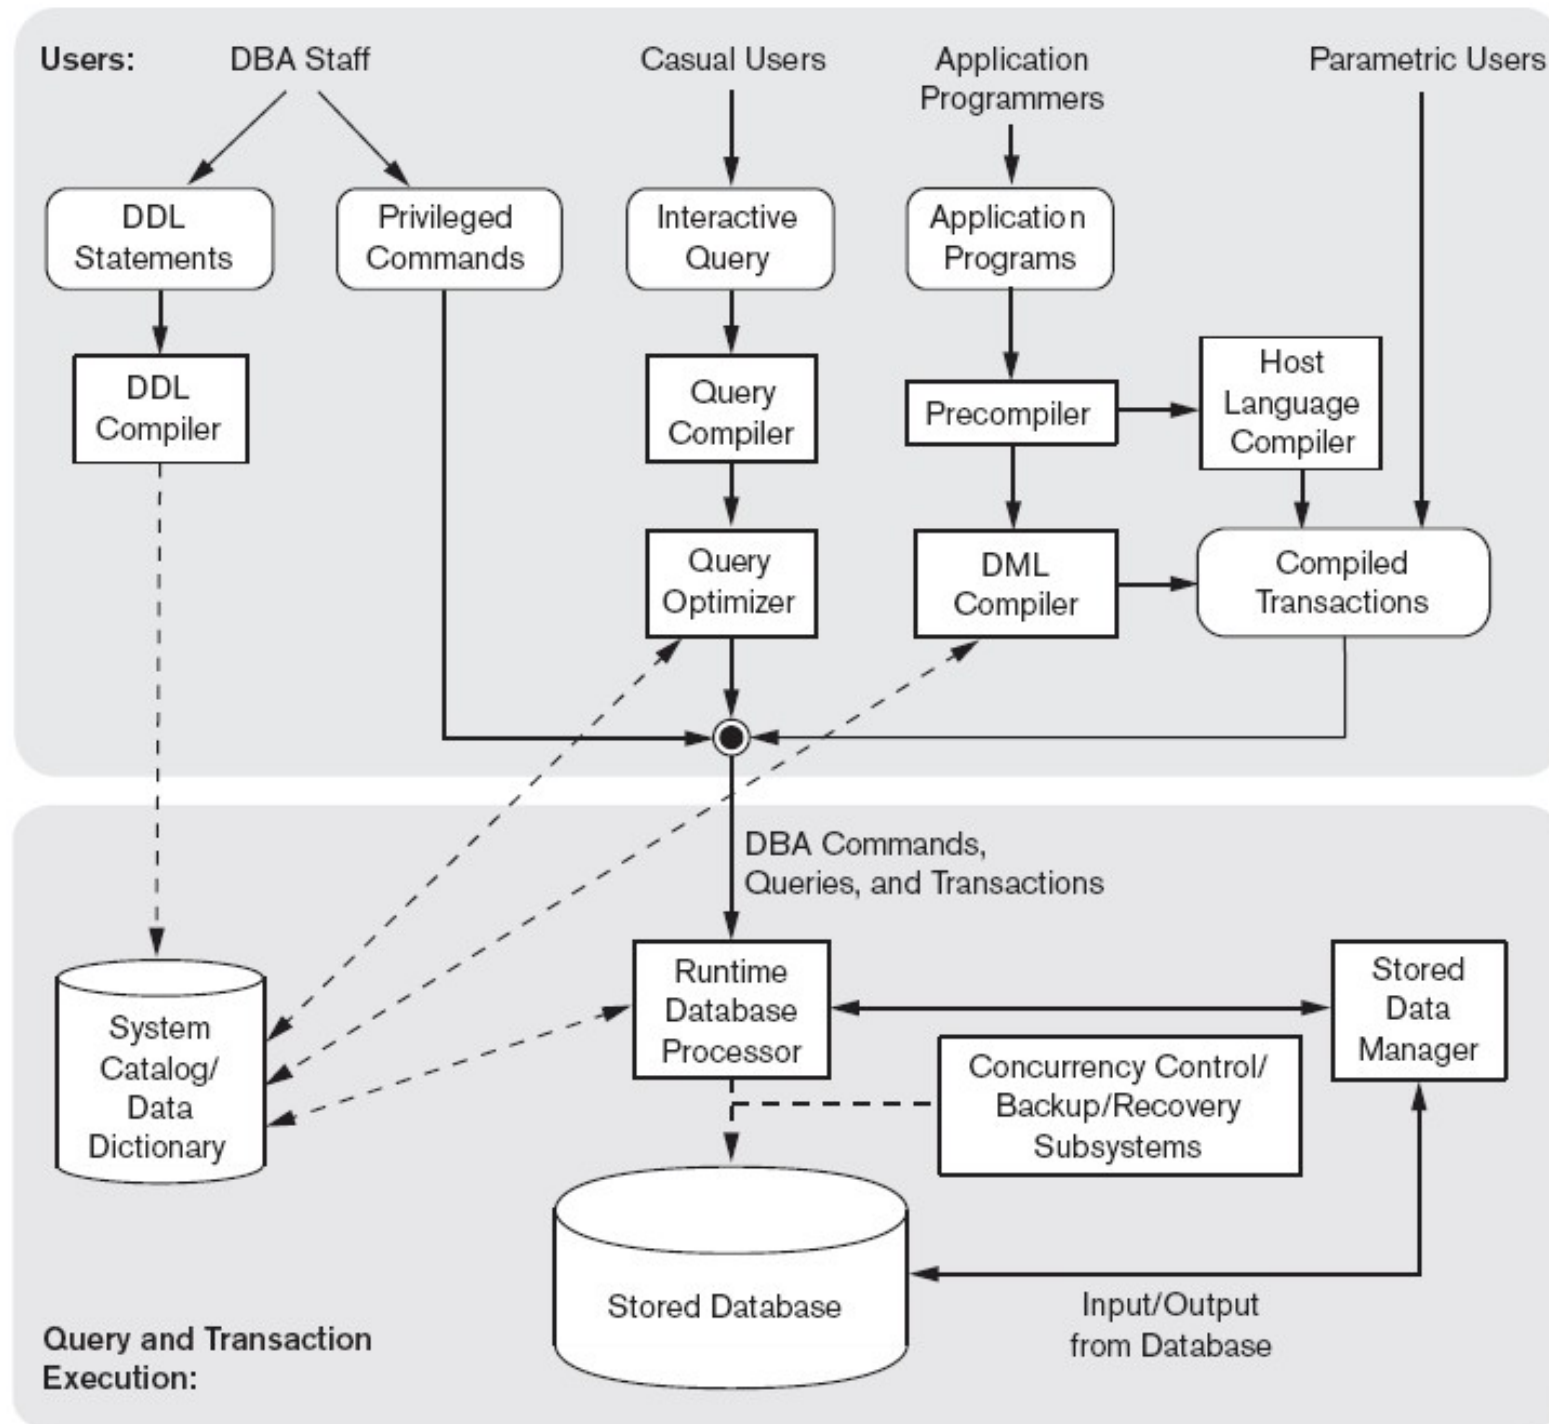 Users:
DBA Staff
Casual Users
Application
Programmers
Parametric Users
DDL
Statements
Privileged
Commands
Interactive
Query
Application
Programs
DDL
Compiler
Query
Compiler
Precompiler
Host
Language
Compiler
Query
Optimizer
DML
Compiler
Compiled
Transactions
DBA Commands,
Queries, and Transactions
System
Catalog/
Data
Dictionary
Runtime
Database
Processor
Stored
Data
Manager
Concurrency Control/
Backup/Recovery
Subsystems
Stored Database
Input/Output
from Database
Query and Transaction
Execution: